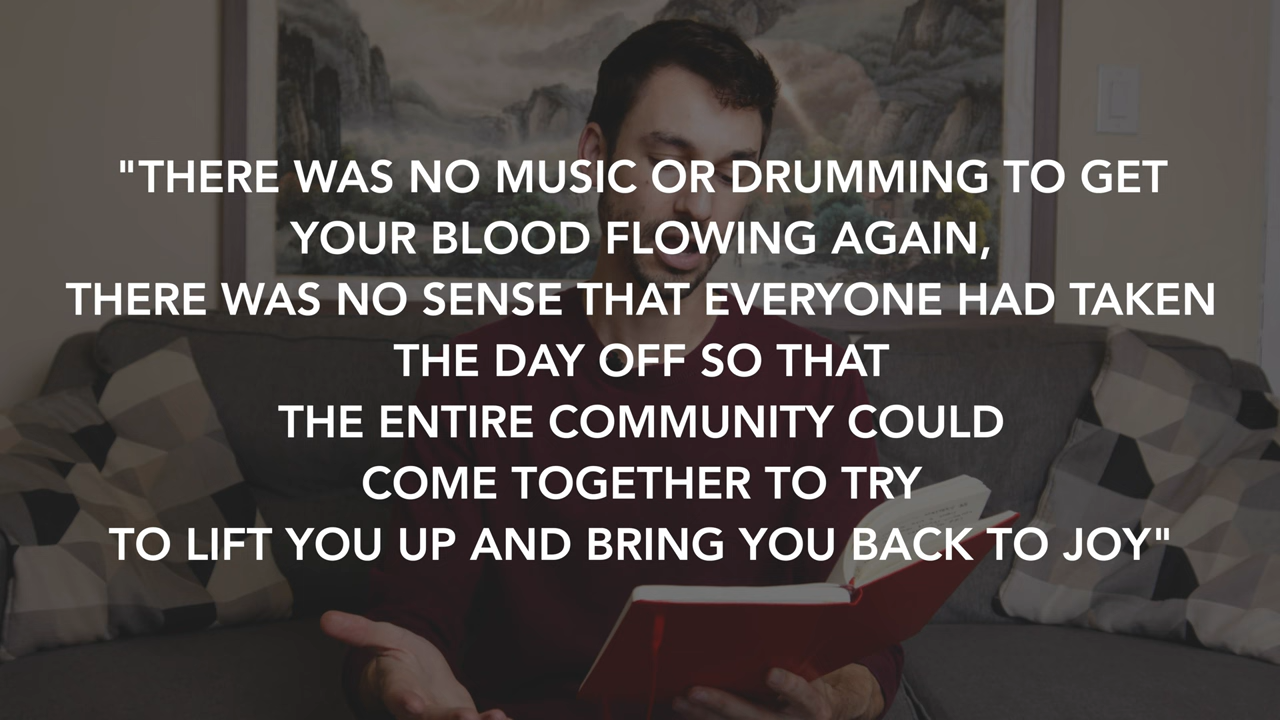 "THERE WAS NO MUSIC OR DRUMMING TO GET
YOUR BLOOD FLOWING AGAIN,
THERE WAS NO SENSE THAT EVERYONE HAD TAKEN
THE DAY OFF SO THAT
THE ENTIRE COMMUNITY COULD
COME TOGETHER TO TRY
TO LIFT YOU UP AND BRING YOU BACK TO JOY"